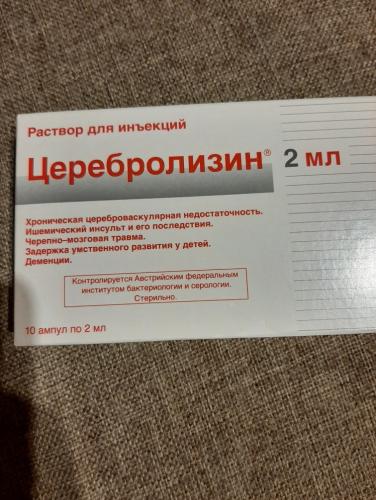 Раствор для инъекций
Церебролизин® 2 мл
Хроническая цереброваскулярная недостаточность.
Ишемический инсульт и его последствия.
Черепно–мозговая травма.
Задержка умственного развития у детей.
Деменции.
Контролируется Австрийским федеральным
институтом бактериологии и серологии.
Стерильно.
10 ампул по 2 мл